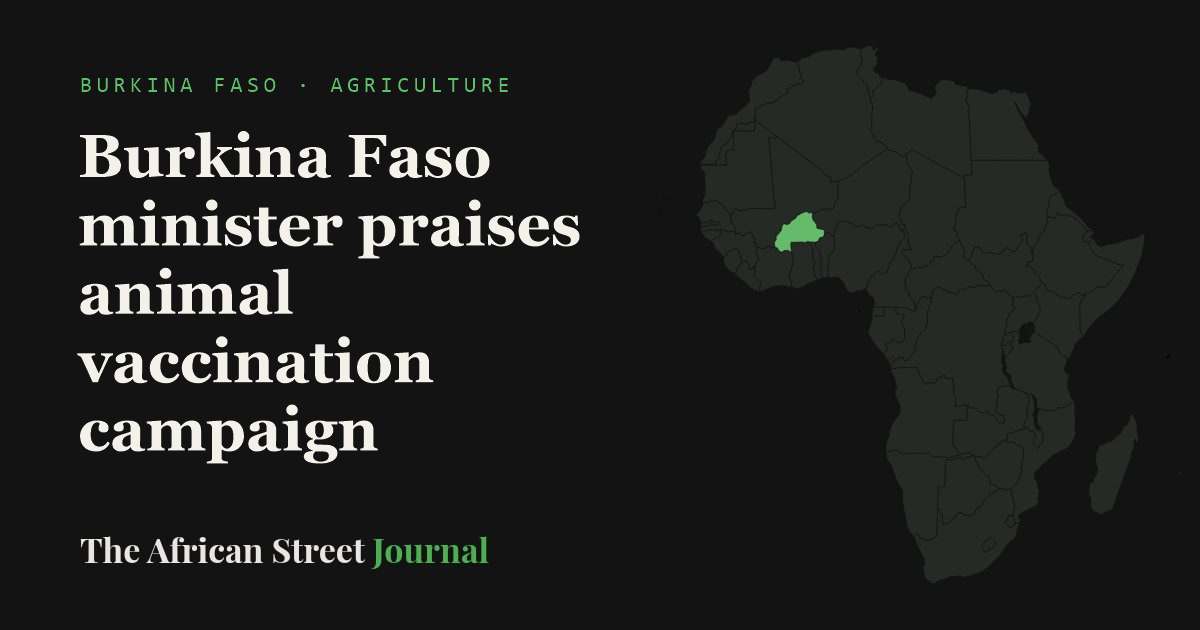 BURKINA FASO · AGRICULTURE
Burkina Faso
minister praises
animal
vaccination
campaign
The African Street Journal